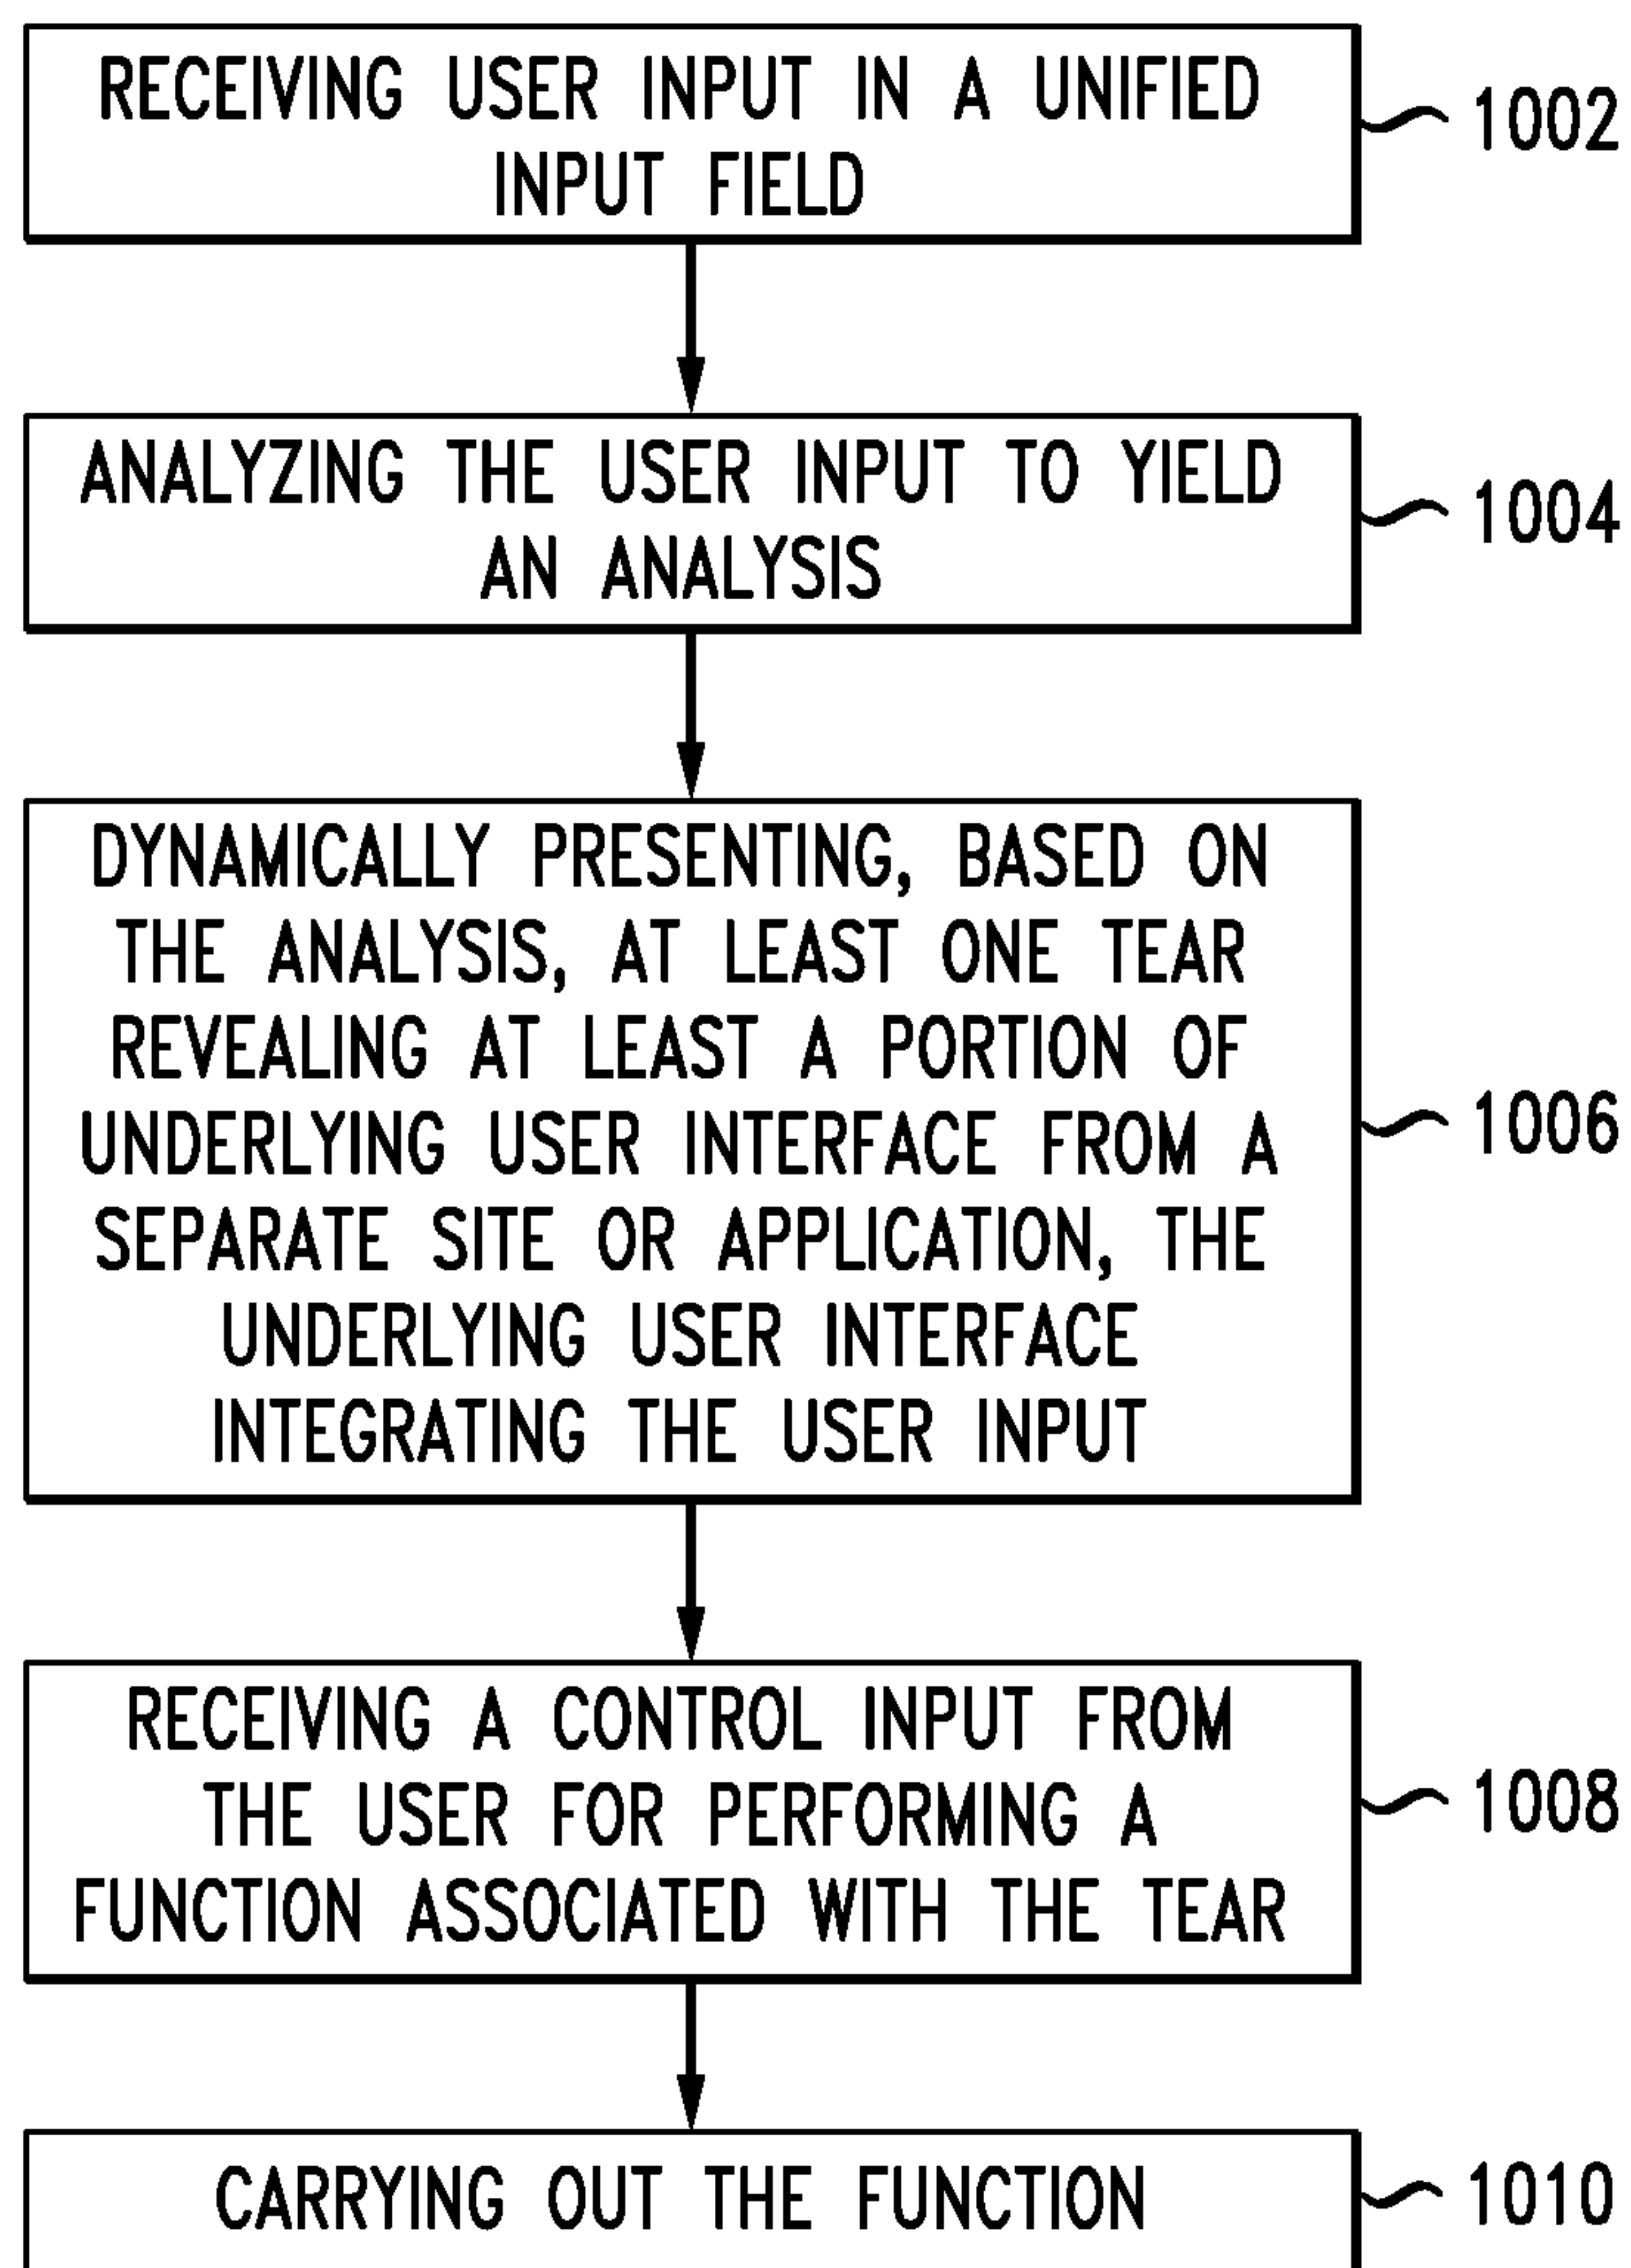 RECEIVING USER INPUT IN A UNIFIED
INPUT FIELD
1002
ANALYZING THE USER INPUT TO YIELD
AN ANALYSIS
1004
DYNAMICALLY PRESENTING, BASED ON
THE ANALYSIS, AT LEAST ONE TEAR
REVEALING AT LEAST A PORTION OF
UNDERLYING USER INTERFACE FROM A
SEPARATE SITE OR APPLICATION, THE
UNDERLYING USER INTERFACE
INTEGRATING THE USER INPUT
1006
RECEIVING A CONTROL INPUT FROM
THE USER FOR PERFORMING A
FUNCTION ASSOCIATED WITH THE TEAR
1008
CARRYING OUT THE FUNCTION
1010